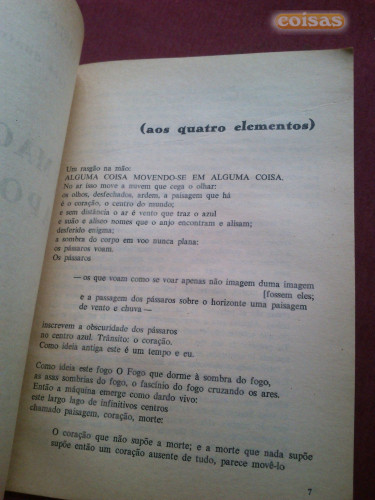 coisas
(aos quatro elementos)
Um rasgão na mão:
ALGUMA COISA MOVENDO-SE EM ALGUMA COISA.
No ar isso move a nuvem que cega o olhar:
os olhos, desfechados, ardem, a paisagem que há
é o coração, o centro do mundo;
e sem distância o ar é vento que traz o azul
e suão e alíseo nomes que o anjo encontram e alisam;
desferido enigma;
a sombra do corpo em voo nunca plana:
os pássaros voam.
Os pássaros
— os que voam como se voar apenas não imagem duma imagem
[fossem eles;
e a passagem dos pássaros sobre o horizonte uma paisagem
de vento e chuva —
inscrevem a obscuridade dos pássaros
no centro azul. Trânsito: o coração.
Como ideia antiga este é um tempo e eu.
Como ideia este fogo O Fogo que dorme à sombra do fogo,
as asas sombrias do fogo, o fascínio do fogo cruzando os ares.
Então a máquina emerge como dardo vivo:
este largo lago de infinitivos centros
chamado paisagem, coração, morte:
O coração que não supõe a morte; e a morte que nada supõe
supõe então um coração ausente de tudo, parece movê-lo
7